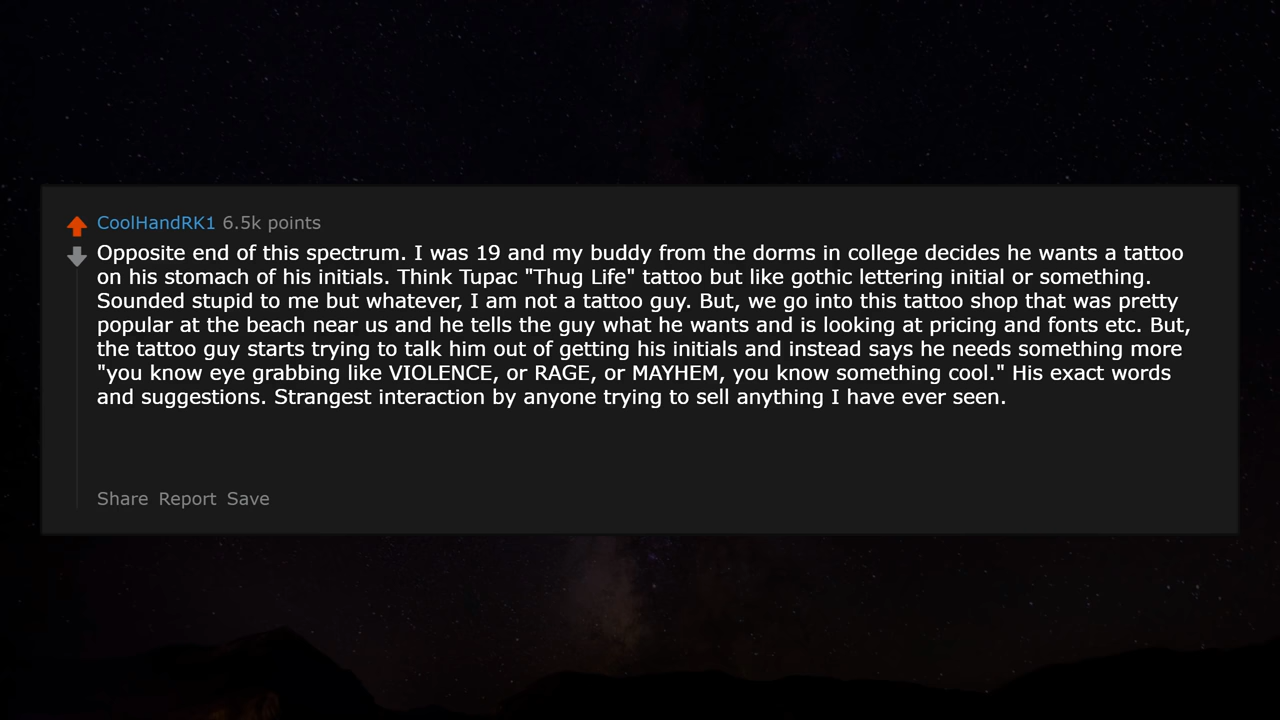 CoolHandRK1 6.5k points
Opposite end of this spectrum. I was 19 and my buddy from the dorms in college decides he wants a tattoo
on his stomach of his initials. Think Tupac "Thug Life" tattoo but like gothic lettering initial or something.
Sounded stupid to me but whatever, I am not a tattoo guy. But, we go into this tattoo shop that was pretty
popular at the beach near us and he tells the guy what he wants and is looking at pricing and fonts etc. But,
the tattoo guy starts trying to talk him out of getting his initials and instead says he needs something more
"you know eye grabbing like VIOLENCE, or RAGE, or MAYHEM, you know something cool." His exact words
and suggestions. Strangest interaction by anyone trying to sell anything I have ever seen.
Share Report Save